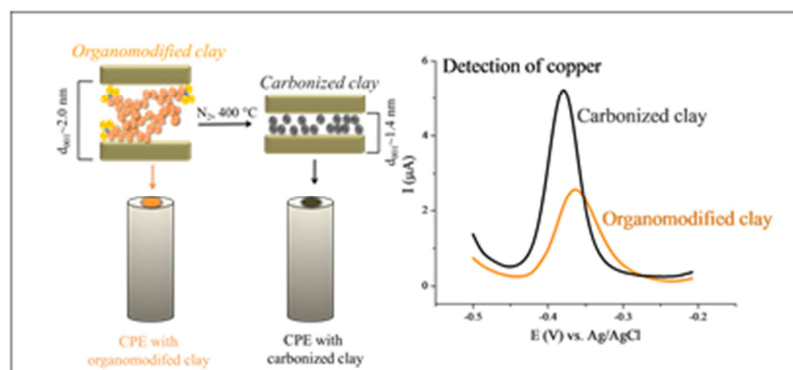 Organomodified clay
Carbonized clay
d001~2.0 nm
N2, 400 °C
d001~1.4 nm
CPE with
organomodifed clay
CPE with
carbonized clay
Detection of copper
Carbonized clay
Organomodified clay
I (µA)
6
4
2
0
-0.5
-0.4
-0.3
-0.2
E (V) vs. Ag/AgCl